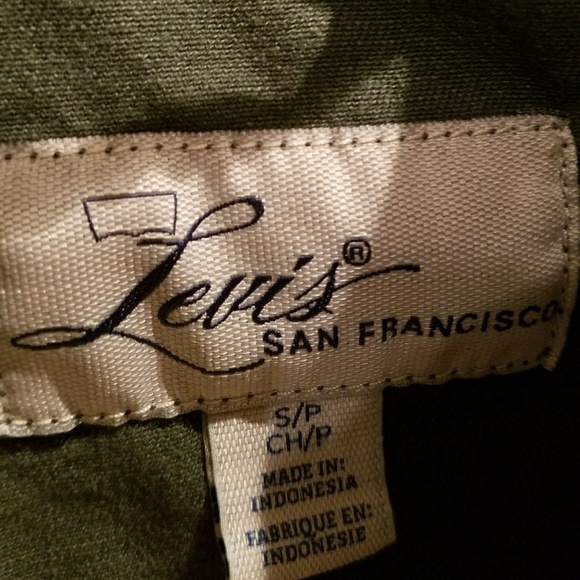 Levi's®
SAN FRANCISCO
S/P
CH/P
MADE IN:
INDONESIA
FABRIQUE EN:
INDONESIE